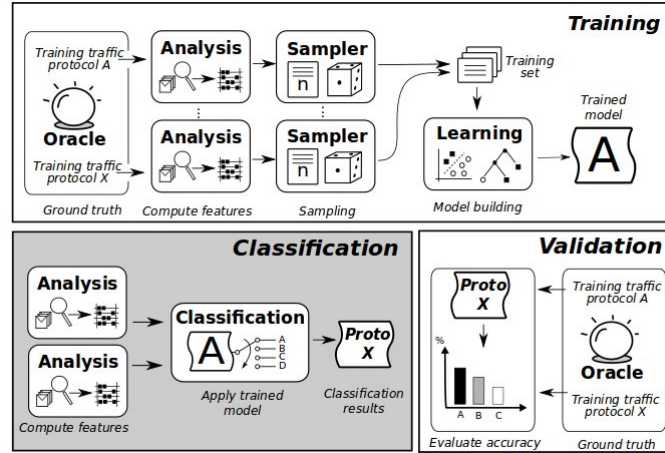 Training
Training traffic
protocol A
Oracle
Training traffic
protocol X
Ground truth
Analysis
Analysis
Compute features
Sampler
n
Sampler
n
Sampling
Training
set
Learning
Model building
Trained
model
A
Classification
Analysis
Analysis
Compute features
Classification
A
A
B
C
D
Apply trained
model
Proto
X
Classification
results
Validation
Proto
X
%
A B C
Evaluate accuracy
Training traffic
protocol A
Oracle
Training traffic
protocol X
Ground truth